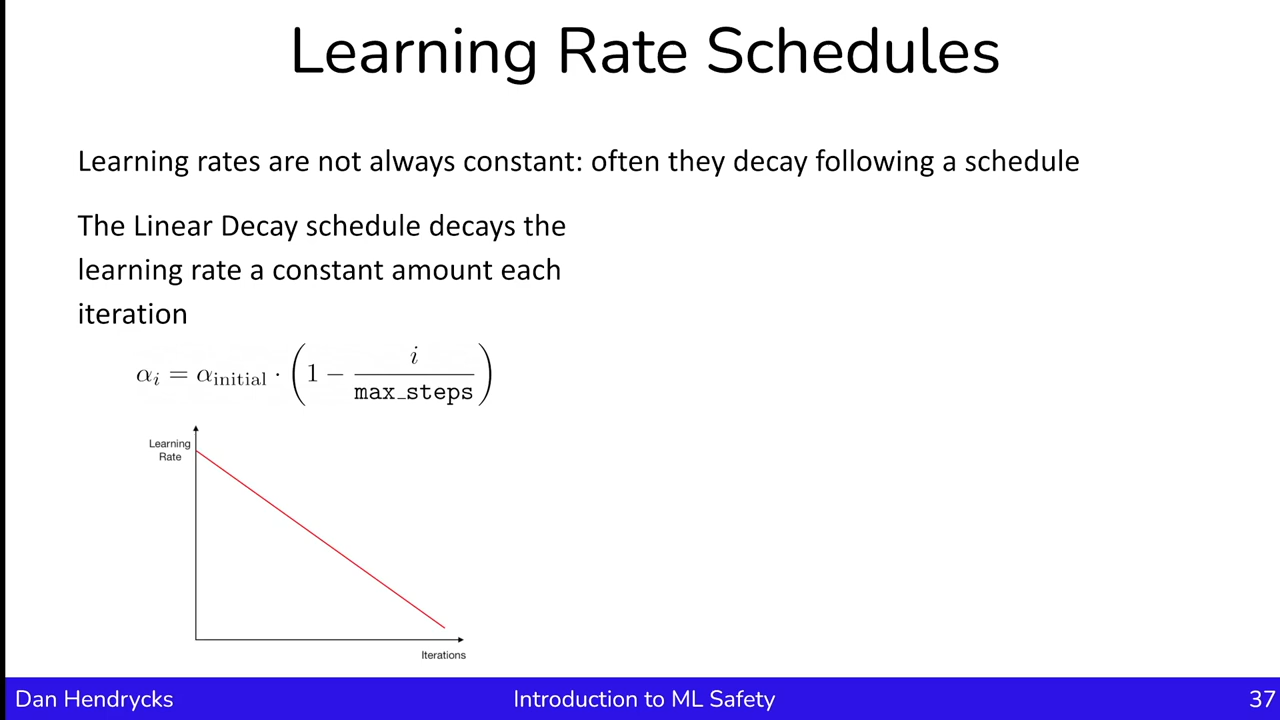 Learning Rate Schedules
Learning rates are not always constant: often they decay following a schedule
The Linear Decay schedule decays the
learning rate a constant amount each
iteration
α_i = α_initial · (1 − i / max_steps)
Learning
Rate
Iterations
Dan Hendrycks
Introduction to ML Safety
37